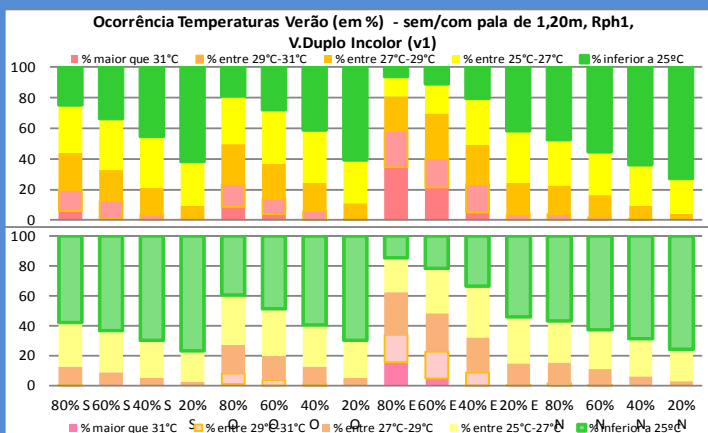 Ocorrência Temperaturas Verão (em %) - sem/com pala de 1,20m, Rph1,
V.Duplo Incolor (v1)
% maior que 31°C % entre 29°C-31°C % entre 27°C-29°C % entre 25°C-27°C % inferior a 25ºC
100
80
60
40
20
0
100
80
60
40
20
0
80% S 60% S 40% S 20% S 80% O 60% O 40% O 20% O 80% E 60% E 40% E 20% E 80% N 60% N 40% N 20% N
% maior que 31°C % entre 29°C-31°C % entre 27°C-29°C % entre 25°C-27°C % inferior a 25ºC